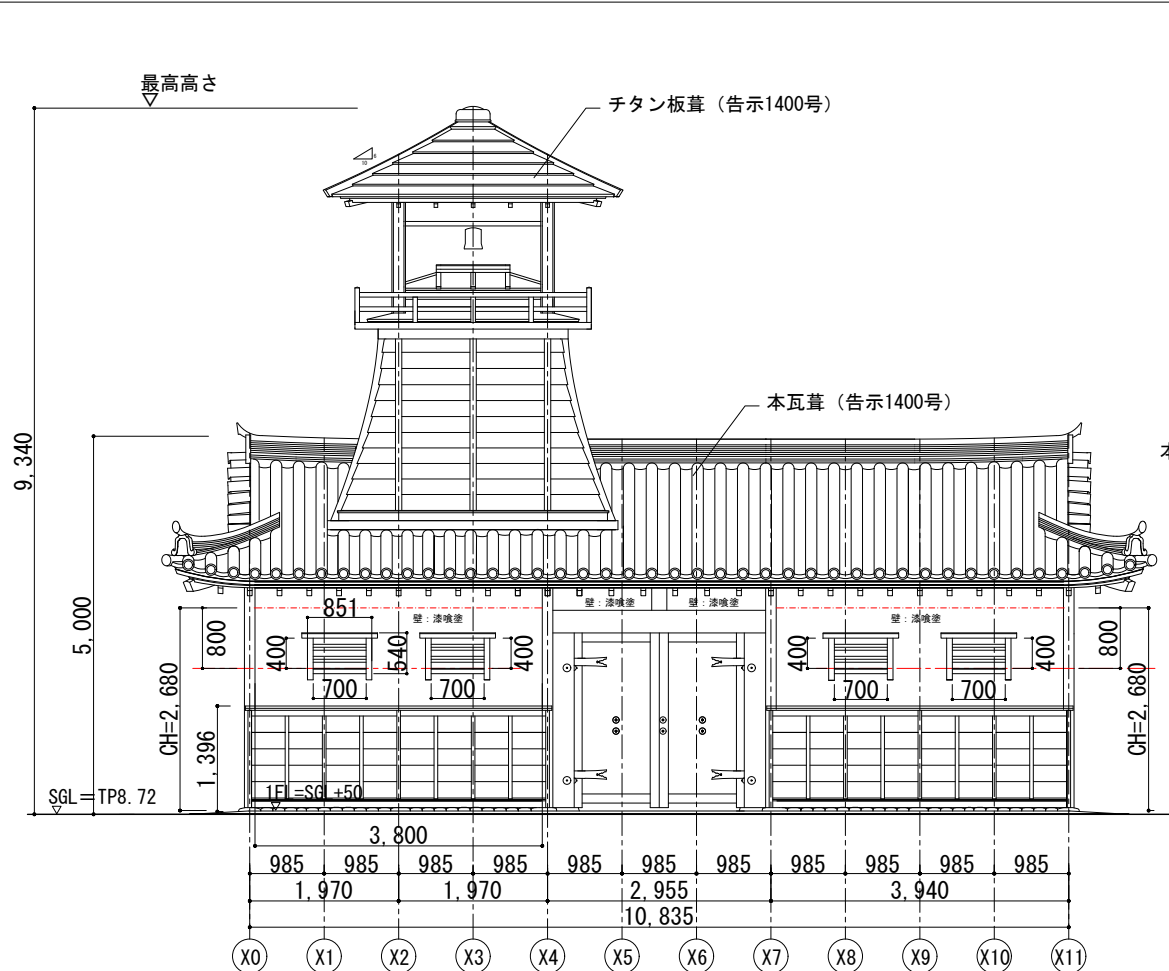 最高高さ
チタン板葺（告示1400号）
10
6
9,340
本瓦葺（告示1400号）
本
5,000
壁：漆喰塗
壁：漆喰塗
851
壁：漆喰塗
壁：漆喰塗
800
400
540
400
400
400
800
700
700
700
700
CH=2,680
CH=2,680
1,396
SGL=TP8.72
1FL=SGL+50
3,800
985 985 985 985 985 985 985 985 985 985 985
1,970 1,970 2,955 3,940
10,835
X0 X1 X2 X3 X4 X5 X6 X7 X8 X9 X10 X11